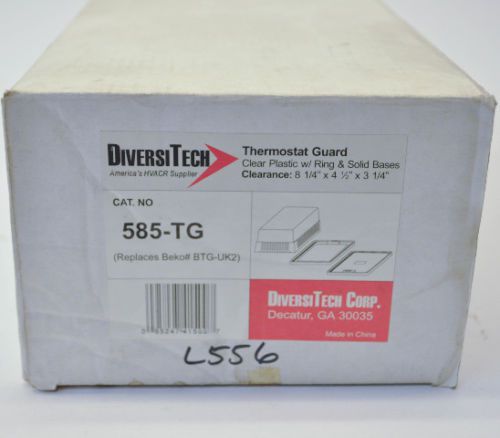 DIVERSITECH
America's HVACR Supplier
Thermostat Guard
Clear Plastic w/ Ring & Solid Bases
Clearance: 8 1/4" x 4 ½" x 3 1/4"
CAT. NO
585-TG
(Replaces Beko# BTG-UK2)
DIVERSITECH CORP.
Decatur, GA 30035
Made in China
L556